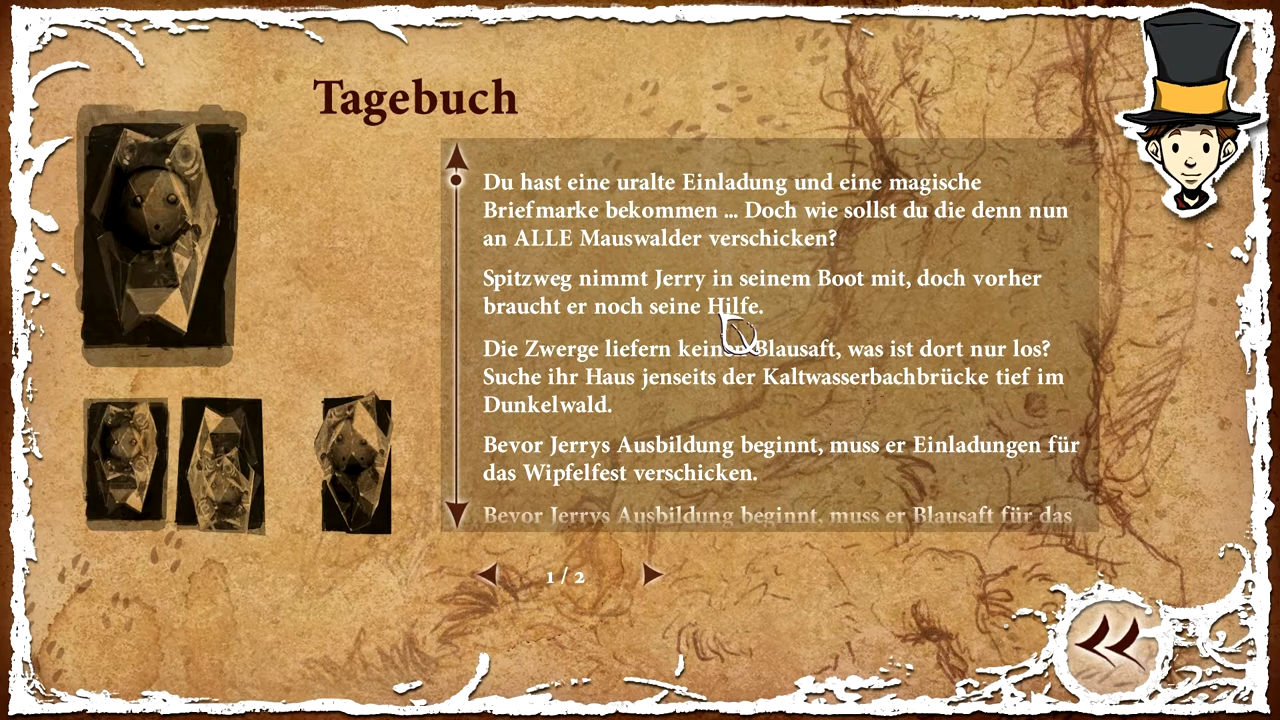 Tagebuch
Du hast eine uralte Einladung und eine magische
Briefmarke bekommen ... Doch wie sollst du die denn nun
an ALLE Mauswalder verschicken?
Spitzweg nimmt Jerry in seinem Boot mit, doch vorher
braucht er noch seine Hilfe.
Die Zwerge liefern keinen Blausaft, was ist dort nur los?
Suche ihr Haus jenseits der Kaltwasserbachbrücke tief im
Dunkelwald.
Bevor Jerrys Ausbildung beginnt, muss er Einladungen für
das Wipfelfest verschicken.
Bevor Jerrys Ausbildung beginnt, muss er Blausaft für das
1 / 2